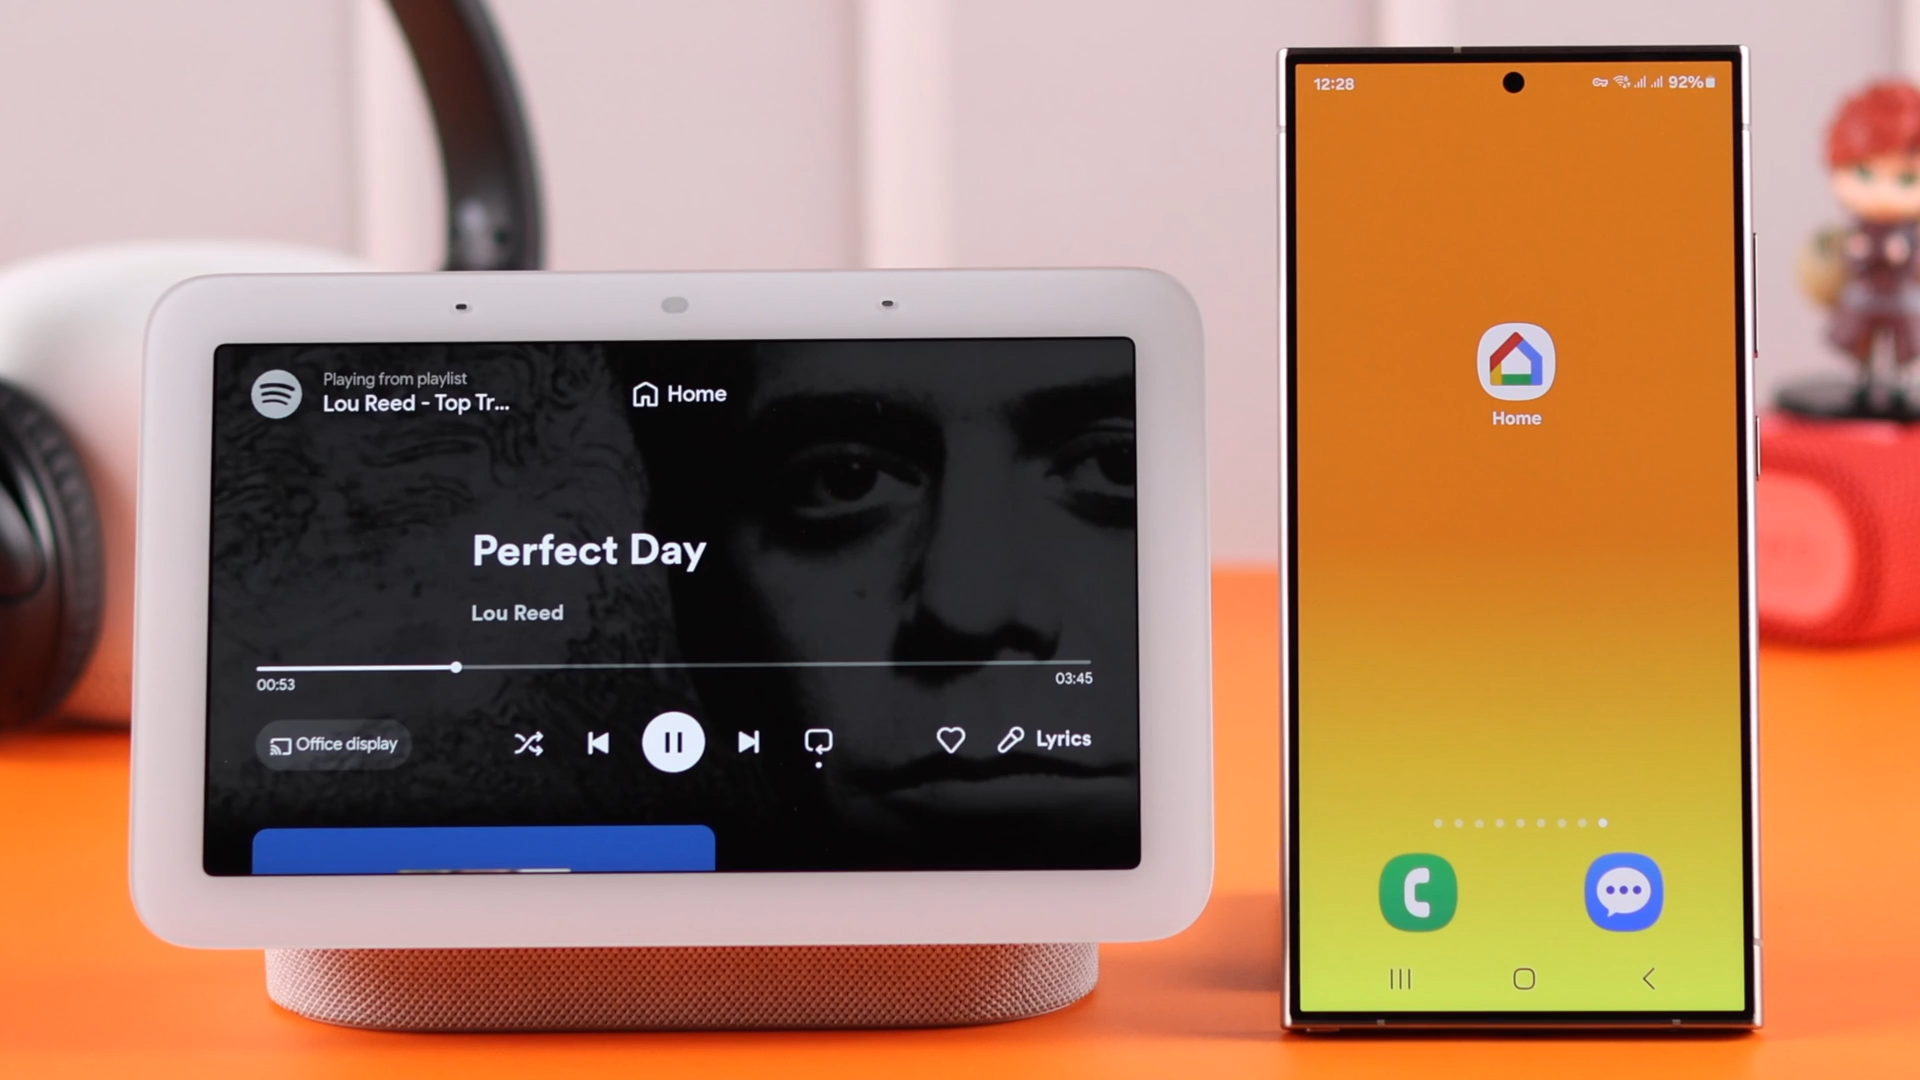 Playing from playlist
Lou Reed - Top Tr...
Home
Perfect Day
Lou Reed
00:53
03:45
Office display
Lyrics
12:28
92%
Home